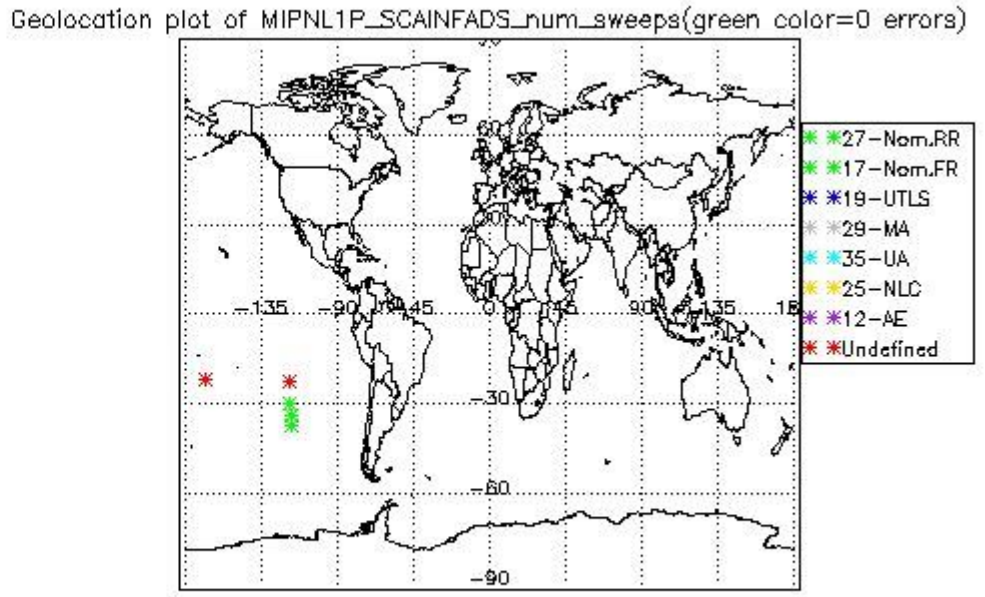 Geolocation plot of MIPNL1P_SCAINFADS_num_sweeps(green color=0 errors)
27-Nom.RR
17-Nom.FR
19-UTLS
29-MA
35-UA
25-NLC
12-AE
Undefined
60
-135 -90 -45 0 45 90 135
-30
-60
-90